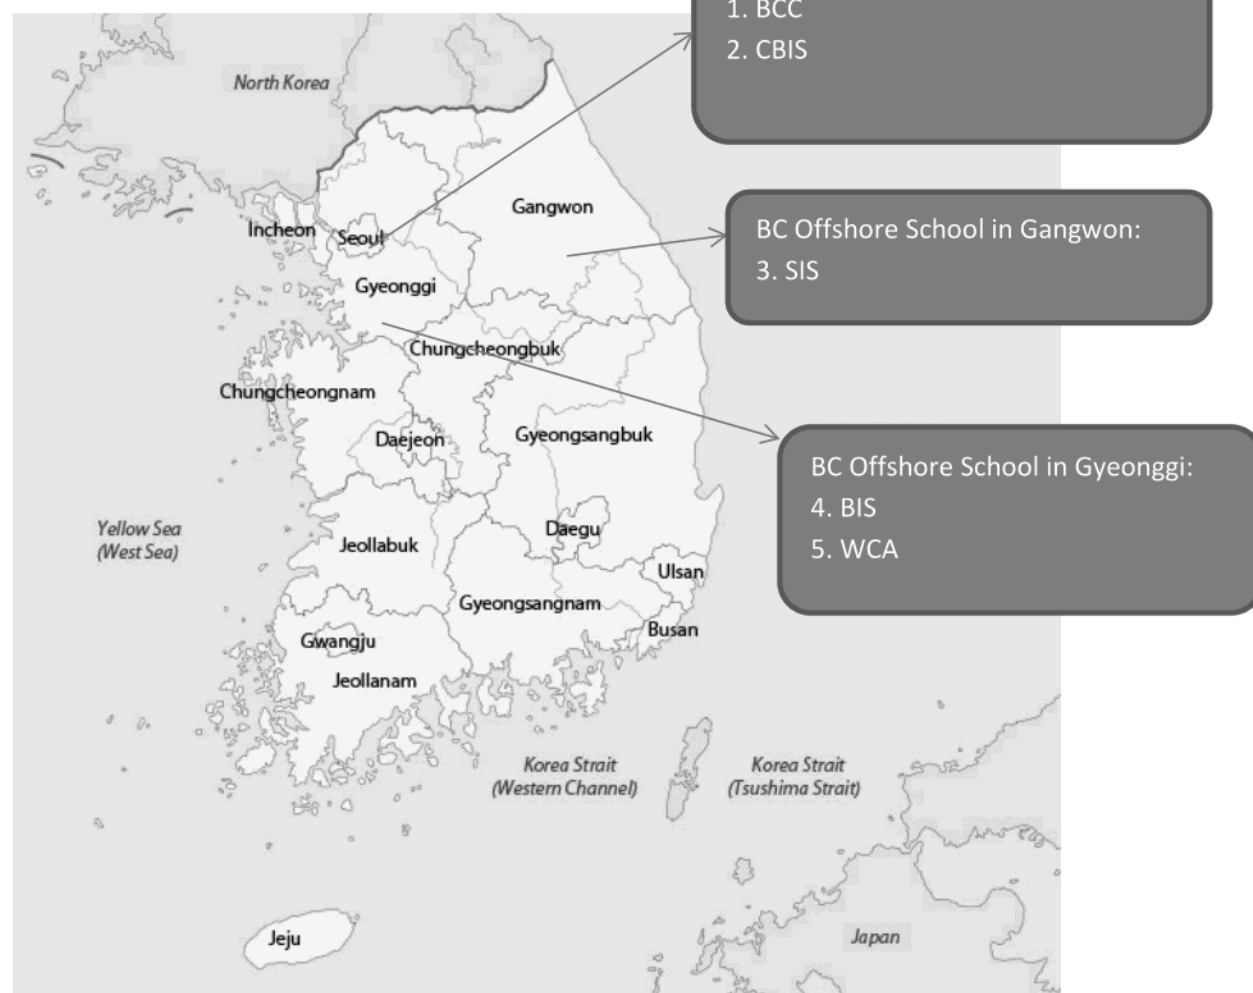 1. BCC
2. CBIS
North Korea
Gangwon
BC Offshore School in Gangwon:
3. SIS
Incheon
Seoul
Gyeonggi
Chungcheongbuk
Chungcheongnam
Daejeon
Gyeongsangbuk
BC Offshore School in Gyeonggi:
4. BIS
5. WCA
Yellow Sea
(West Sea)
Jeollabuk
Daegu
Ulsan
Gyeongsangnam
Busan
Gwangju
Jeollanam
Korea Strait
(Western Channel)
Korea Strait
(Tsushima Strait)
Jeju
Japan